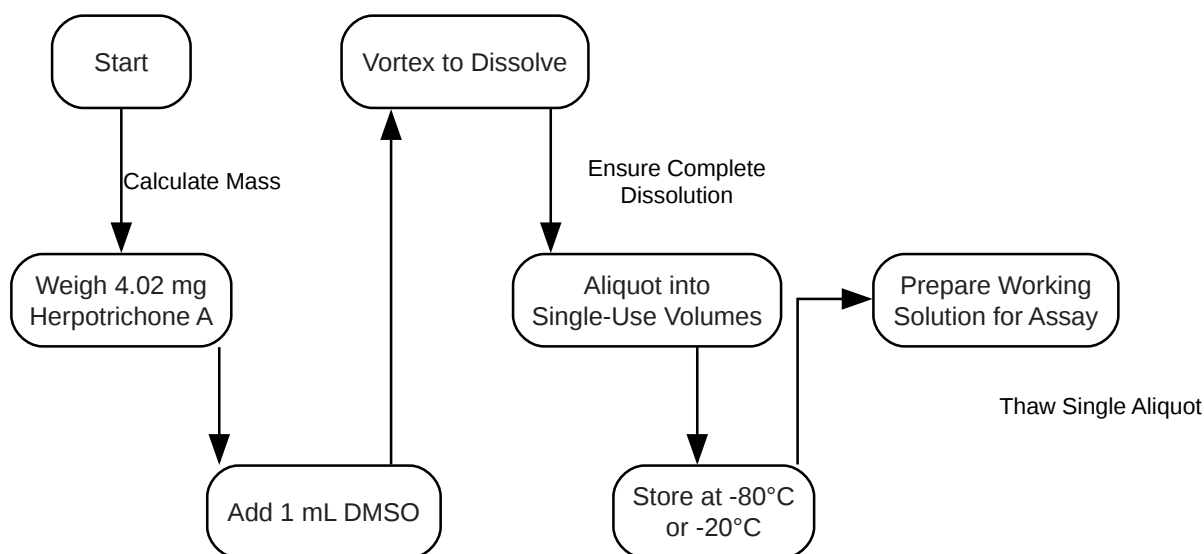 Start
Calculate Mass
Weigh 4.02 mg
Herpotrichone A
Add 1 mL DMSO
Vortex to Dissolve
Ensure Complete
Dissolution
Aliquot into
Single-Use Volumes
Store at -80°C
or -20°C
Thaw Single Aliquot
Prepare Working
Solution for Assay